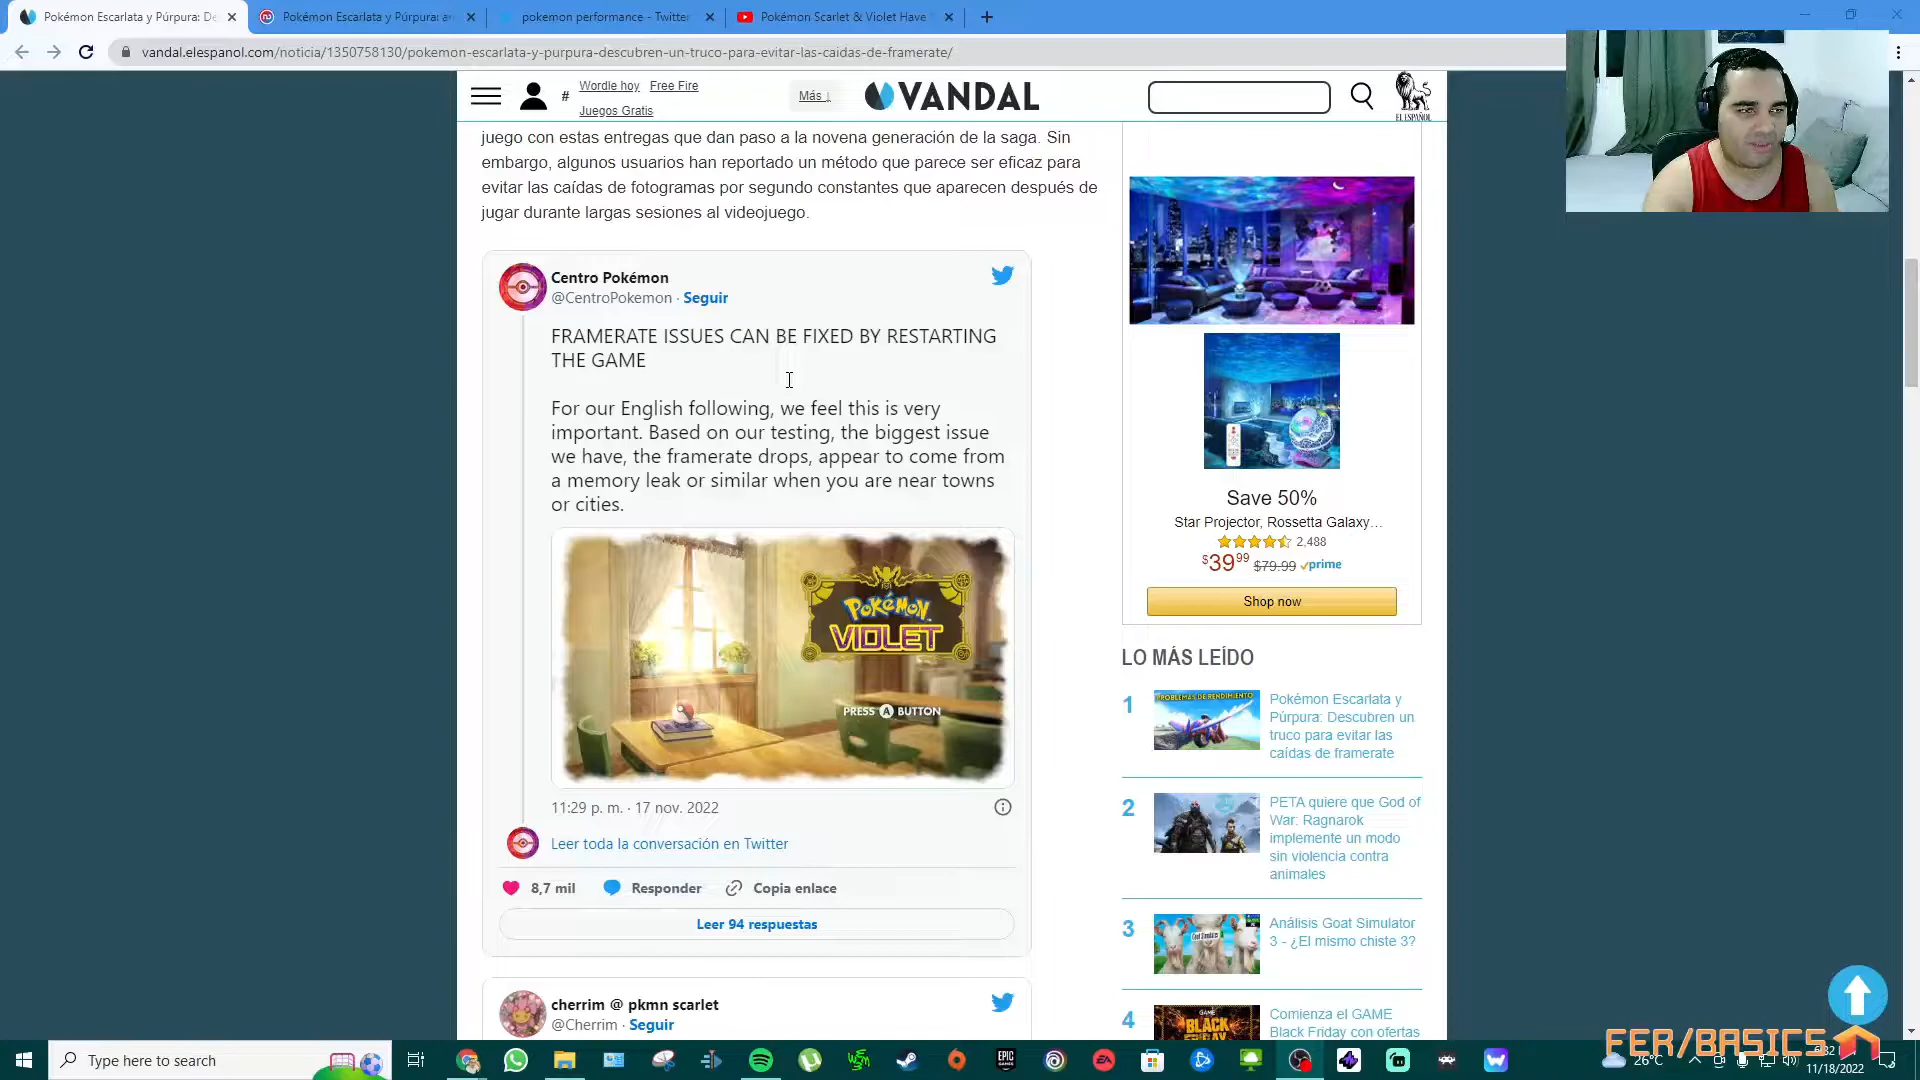 Pokémon Escarlata y Púrpura: De
Pokémon Escarlata y Púrpura: a
pokemon performance - Twitter
Pokémon Scarlet & Violet Have
vandal.elespanol.com/noticia/1350758130/pokemon-escarlata-y-purpura-descubren-un-truco-para-evitar-las-caidas-de-framerate/
# Wordle hoy Free Fire
Juegos Gratis
Más ↓
VANDAL
EL ESPAÑOL
juego con estas entregas que dan paso a la novena generación de la saga. Sin
embargo, algunos usuarios han reportado un método que parece ser eficaz para
evitar las caídas de fotogramas por segundo constantes que aparecen después de
jugar durante largas sesiones al videojuego.
Centro Pokémon
@CentroPokemon · Seguir
FRAMERATE ISSUES CAN BE FIXED BY RESTARTING
THE GAME
For our English following, we feel this is very
important. Based on our testing, the biggest issue
we have, the framerate drops, appear to come from
a memory leak or similar when you are near towns
or cities.
POKÉMON
VIOLET
PRESS A BUTTON
11:29 p. m. · 17 nov. 2022
Leer toda la conversación en Twitter
8,7 mil Responder Copia enlace
Leer 94 respuestas
cherrim @ pkmn scarlet
@Cherrim · Seguir
Save 50%
Star Projector, Rossetta Galaxy...
2,488
$39.99 $79.99 prime
Shop now
LO MÁS LEÍDO
1
PROBLEMAS DE RENDIMIENTO
Pokémon Escarlata y
Púrpura: Descubren un
truco para evitar las
caídas de framerate
2
PETA quiere que God of
War: Ragnarok
implemente un modo
sin violencia contra
animales
3
Análisis Goat Simulator
3 - ¿El mismo chiste 3?
4
GAME
BLACK
Comienza el GAME
Black Friday con ofertas
FER/BASICS
Type here to search
EPIC
GAMES
EA
26°C
11/18/2022